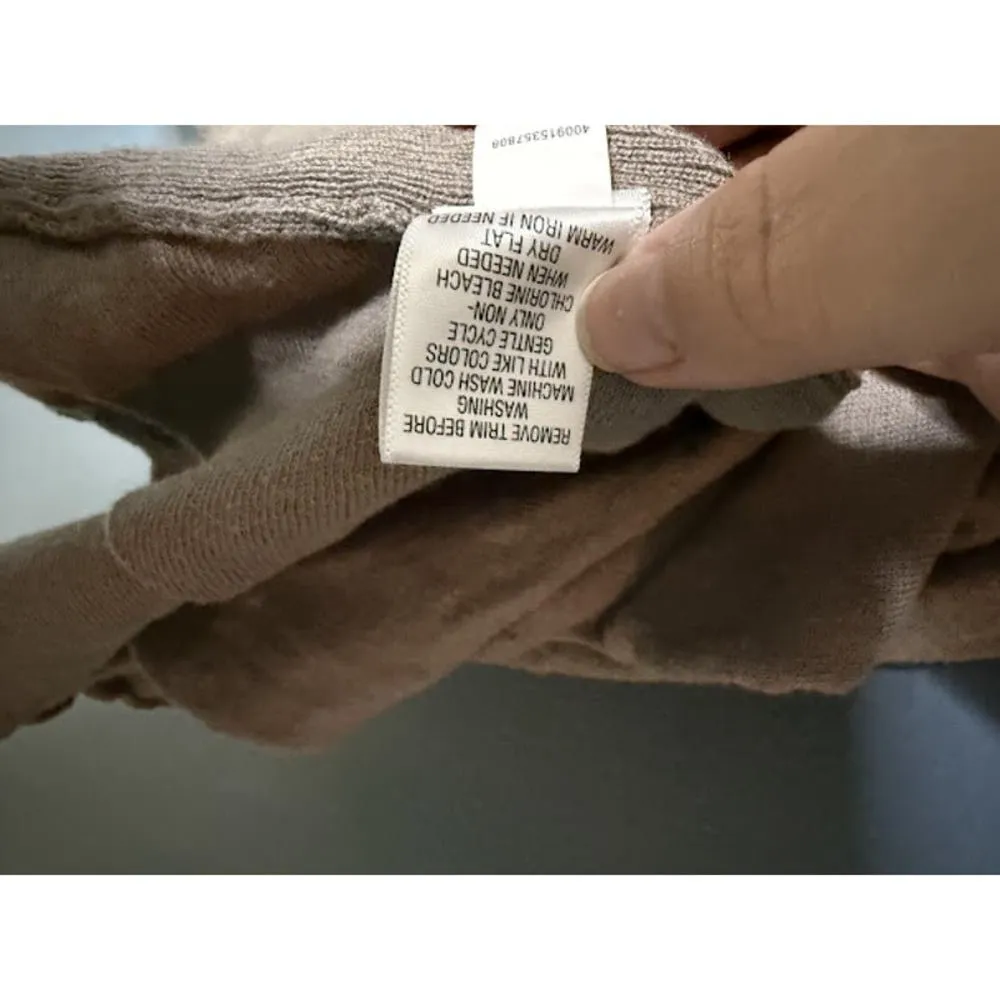 REMOVE TRIM BEFORE
WASHING
MACHINE WASH COLD
WITH LIKE COLORS
GENTLE CYCLE
ONLY NON-
CHLORINE BLEACH
WHEN NEEDED
DRY FLAT
WARM IRON IF NEEDED
400915357808